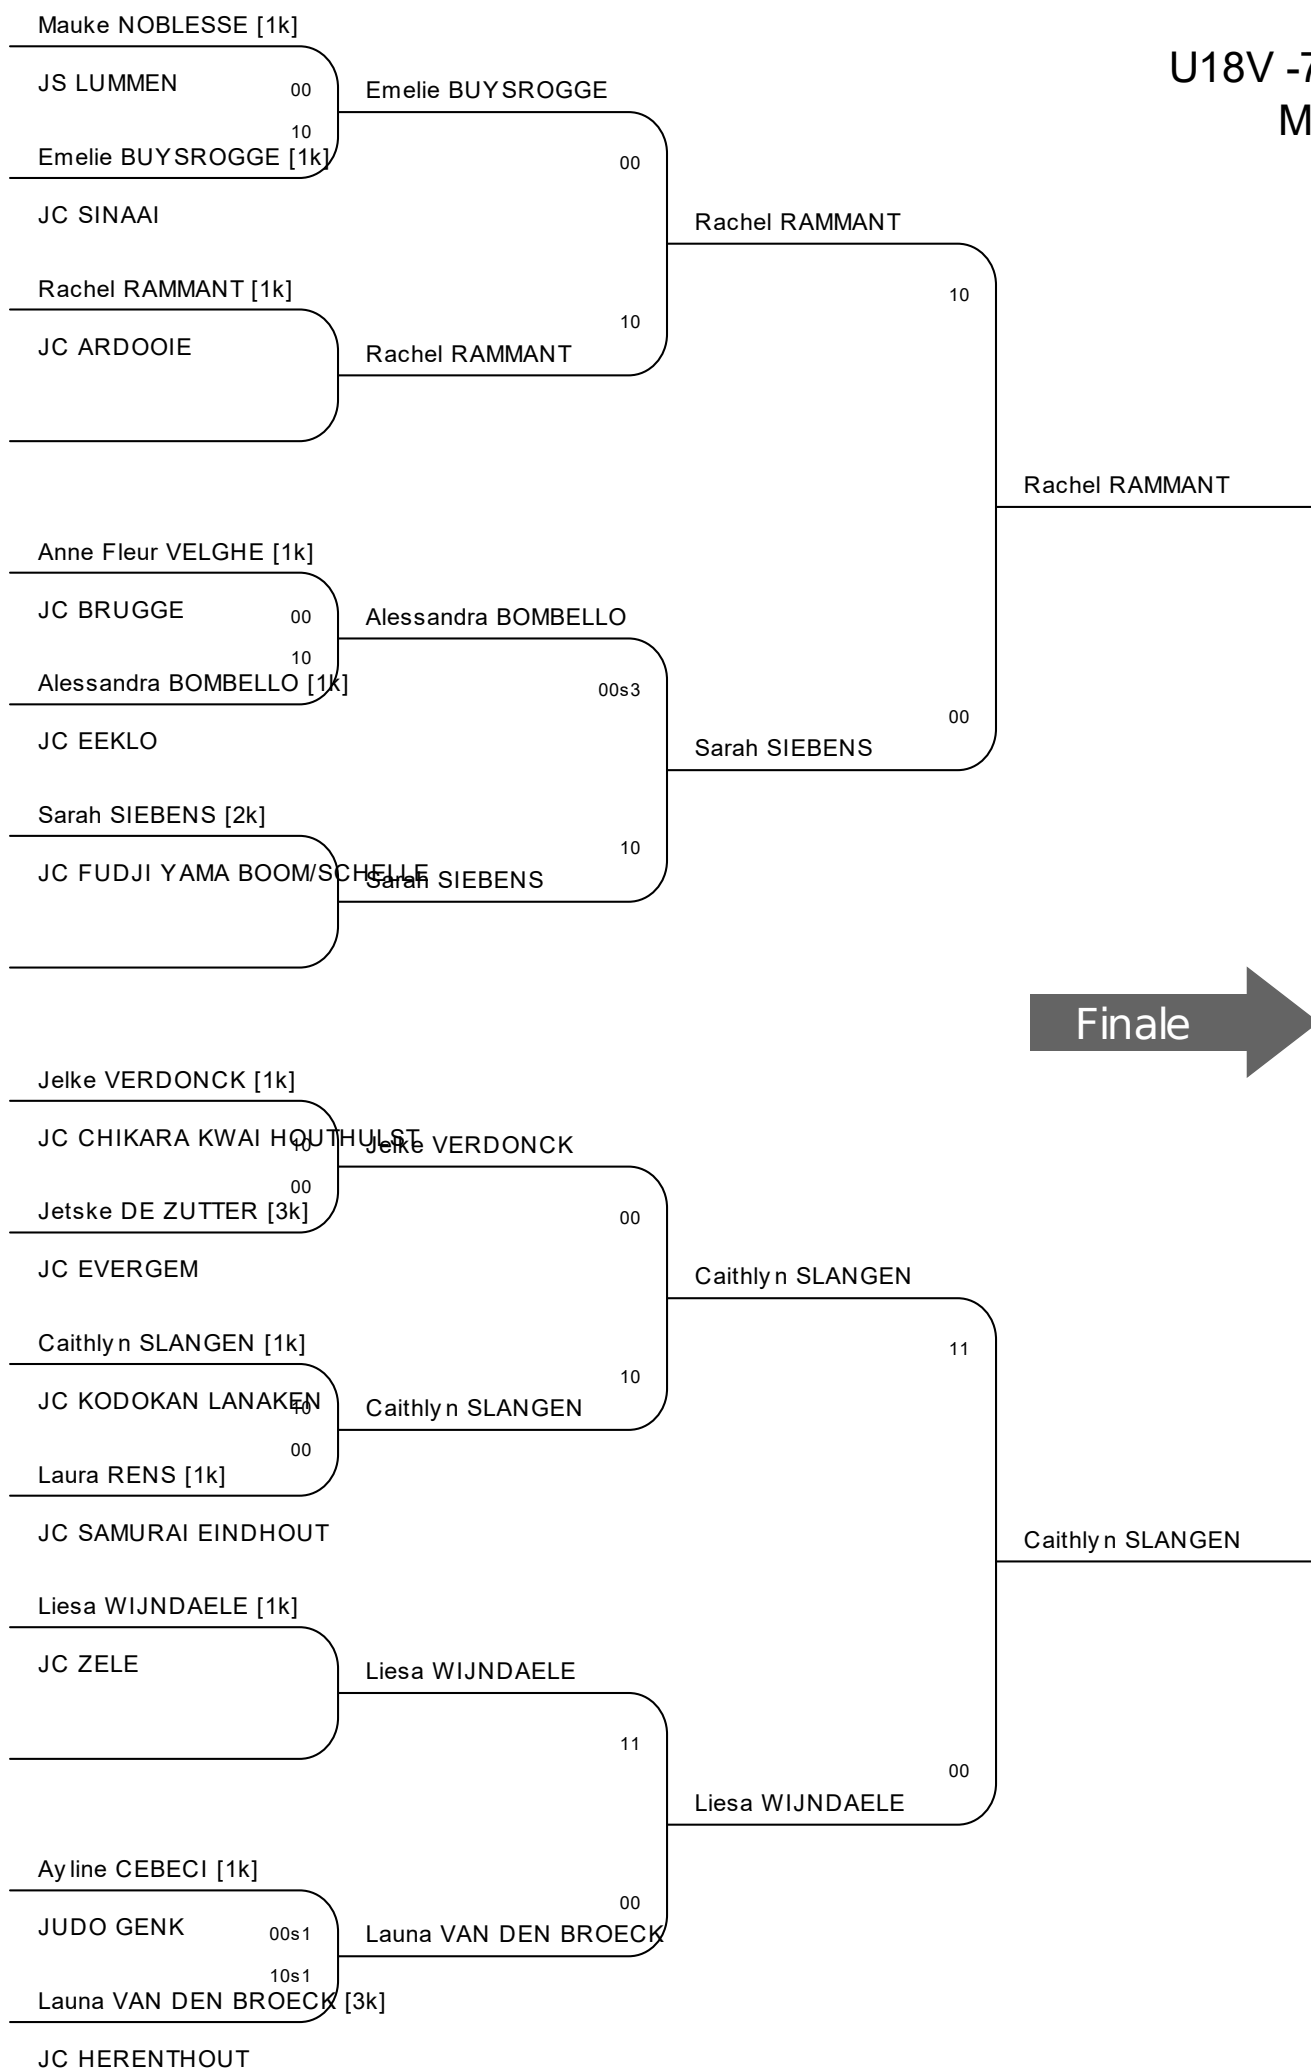 Mauke NOBLESSE [1k]
U18V -7
JS LUMMEN
00
Emelie BUYSROGGE
M
10
Emelie BUYSROGGE [1k]
00
JC SINAAI
Rachel RAMMANT
Rachel RAMMANT [1k]
10
JC ARDOOIE
10
Rachel RAMMANT
Rachel RAMMANT
Anne Fleur VELGHE [1k]
JC BRUGGE
00
Alessandra BOMBELLO
10
Alessandra BOMBELLO [1k]
00s3
00
JC EEKLO
Sarah SIEBENS
Sarah SIEBENS [2k]
10
JC FUDJI YAMA BOOM/SCHELLE
Sarah SIEBENS
Finale
Jelke VERDONCK [1k]
JC CHIKARA KWAI HOUTHULST
10
Jelke VERDONCK
00
Jetske DE ZUTTER [3k]
00
JC EVERGEM
Caithlyn SLANGEN
Caithlyn SLANGEN [1k]
11
10
JC KODOKAN LANAKEN
10
Caithlyn SLANGEN
00
Laura RENS [1k]
JC SAMURAI EINDHOUT
Caithlyn SLANGEN
Liesa WIJNDAELE [1k]
JC ZELE
Liesa WIJNDAELE
11
00
Liesa WIJNDAELE
Ayline CEBECI [1k]
00
JUDO GENK
00s1
Launa VAN DEN BROECK
10s1
Launa VAN DEN BROECK [3k]
JC HERENTHOUT